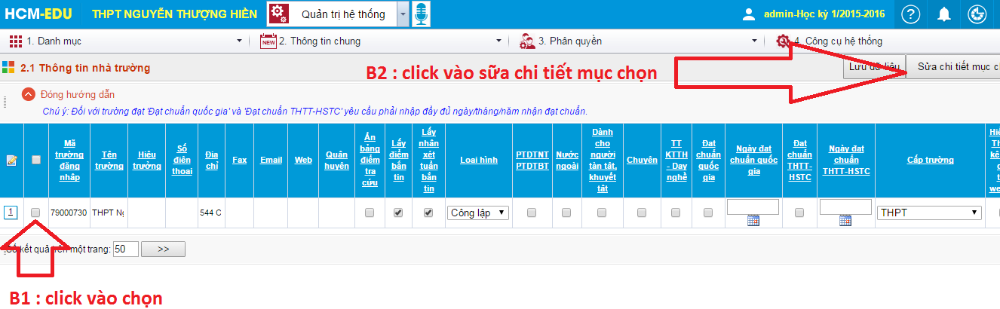 HCM-EDU THPT NGUYỄN THƯỢNG HIỀN Quản trị hệ thống admin-Học kỳ 1/2015-2016
1. Danh mục NEW 2. Thông tin chung 3. Phân quyền 4. Công cụ hệ thống
2.1 Thông tin nhà trường
B2 : click vào sữa chi tiết mục chọn
Lưu dữ liệu Sửa chi tiết mục c
Đóng hướng dẫn
Chú ý: Đối với trường đạt 'Đạt chuẩn quốc gia' và 'Đạt chuẩn THTT-HSTC' yêu cầu phải nhập đầy đủ ngày/tháng/năm nhận đạt chuẩn.
Mã trường đăng nhập
Tên trường
Hiệu trưởng
Số điện thoại
Địa chỉ
Fax
Email
Web
Quận huyện
Ẩn bảng điểm tra cứu
Lấy điểm bản tin
Lấy nhận xét tuần bản tin
Loại hình
PTDTNT PTDTBT
Nước ngoài
Dành cho người tàn tật, khuyết tật
Chuyên
TT KTTH - Dạy nghề
Đạt chuẩn quốc gia
Ngày đạt chuẩn quốc gia
Đạt chuẩn THTT-HSTC
Ngày đạt chuẩn THTT-HSTC
Cấp trường
1 79000730 THPT Ng 544 C Công lập THPT
Số kết quả trên một trang: 50 >>
B1 : click vào chọn